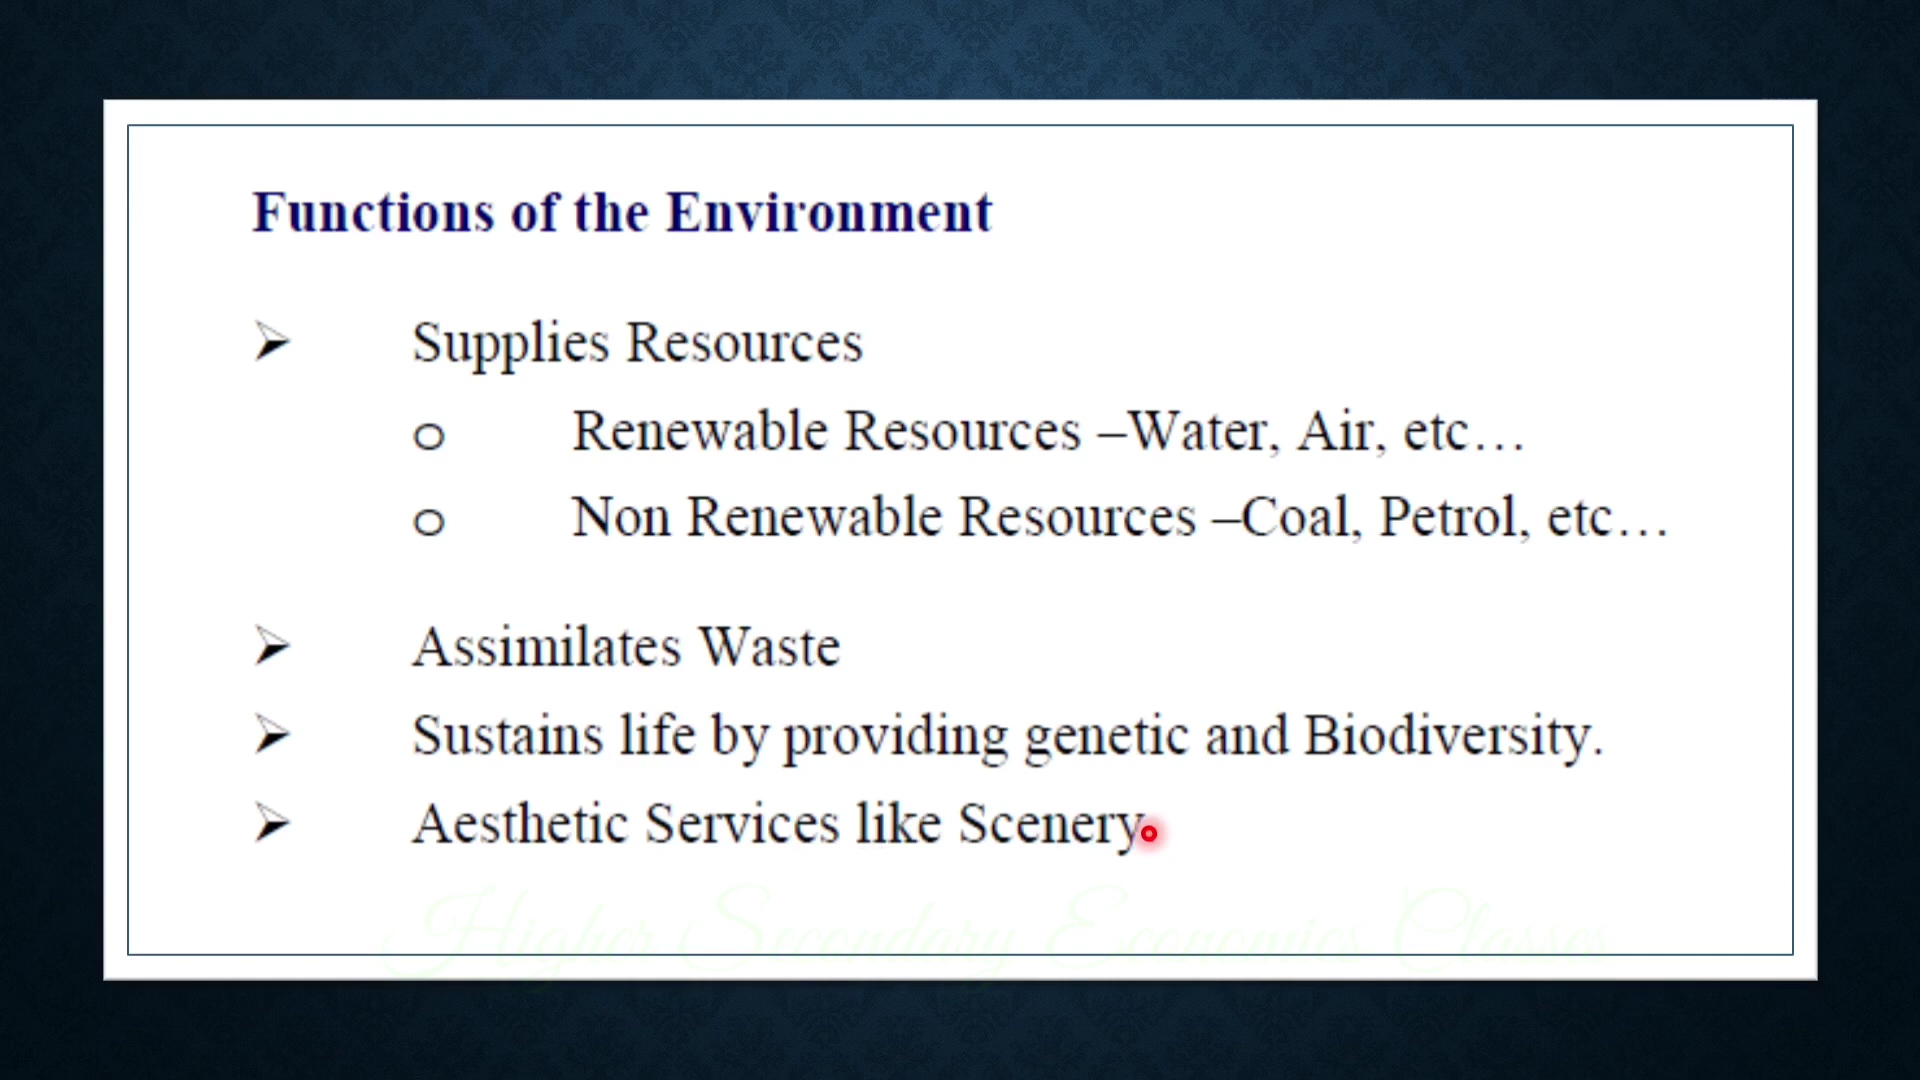 Functions of the Environment
➢ Supplies Resources
o Renewable Resources –Water, Air, etc…
o Non Renewable Resources –Coal, Petrol, etc…
➢ Assimilates Waste
➢ Sustains life by providing genetic and Biodiversity.
➢ Aesthetic Services like Scenery
Higher Secondary Economics Classes